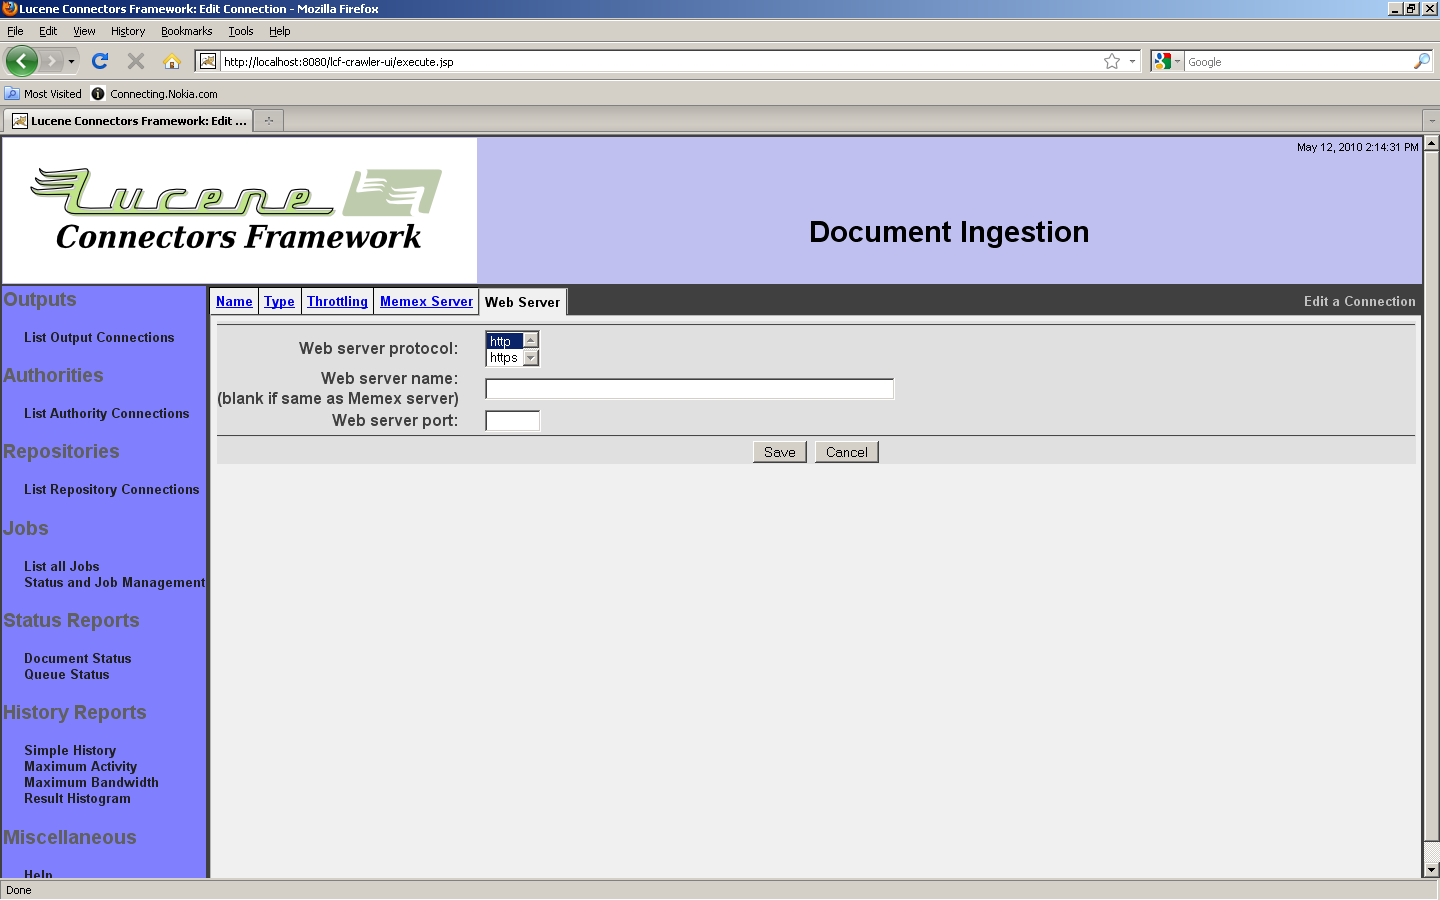 Lucene Connectors Framework: Edit Connection - Mozilla Firefox
File Edit View History Bookmarks Tools Help
http://localhost:8080/lcf-crawler-ui/execute.jsp
Google
Most Visited Connecting.Nokia.com
Lucene Connectors Framework: Edit ...
May 12, 2010 2:14:31 PM
Lucene
Connectors Framework
Document Ingestion
Outputs
List Output Connections
Authorities
List Authority Connections
Repositories
List Repository Connections
Jobs
List all Jobs
Status and Job Management
Status Reports
Document Status
Queue Status
History Reports
Simple History
Maximum Activity
Maximum Bandwidth
Result Histogram
Miscellaneous
Help
Name Type Throttling Memex Server Web Server
Edit a Connection
Web server protocol:
http
https
Web server name:
(blank if same as Memex server)
Web server port:
Save Cancel
Done